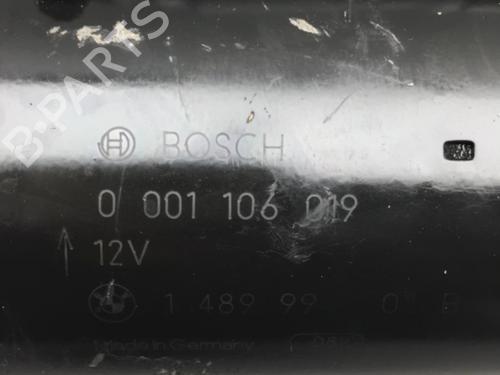 B-PARTS
BOSCH
0 001 106 019
12V
1 489 99
Made in Germany